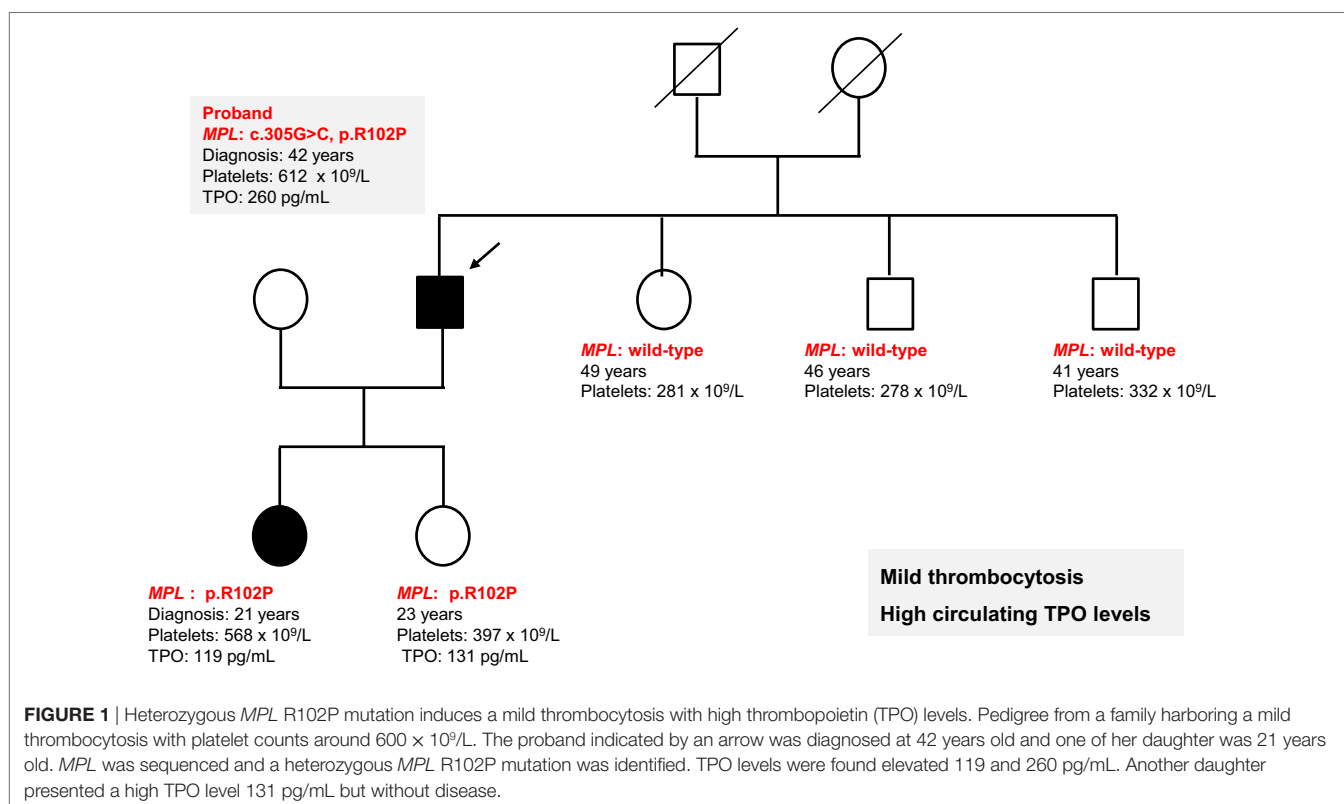 Proband
MPL: c.305G>C, p.R102P
Diagnosis: 42 years
Platelets: 612 x 10⁹/L
TPO: 260 pg/mL
MPL: wild-type
49 years
Platelets: 281 x 10⁹/L
MPL: wild-type
46 years
Platelets: 278 x 10⁹/L
MPL: wild-type
41 years
Platelets: 332 x 10⁹/L
MPL : p.R102P
Diagnosis: 21 years
Platelets: 568 x 10⁹/L
TPO: 119 pg/mL
MPL: p.R102P
23 years
Platelets: 397 x 10⁹/L
TPO: 131 pg/mL
Mild thrombocytosis
High circulating TPO levels
FIGURE 1 | Heterozygous MPL R102P mutation induces a mild thrombocytosis with high thrombopoietin (TPO) levels. Pedigree from a family harboring a mild
thrombocytosis with platelet counts around 600 × 10⁹/L. The proband indicated by an arrow was diagnosed at 42 years old and one of her daughter was 21 years
old. MPL was sequenced and a heterozygous MPL R102P mutation was identified. TPO levels were found elevated 119 and 260 pg/mL. Another daughter
presented a high TPO level 131 pg/mL but without disease.